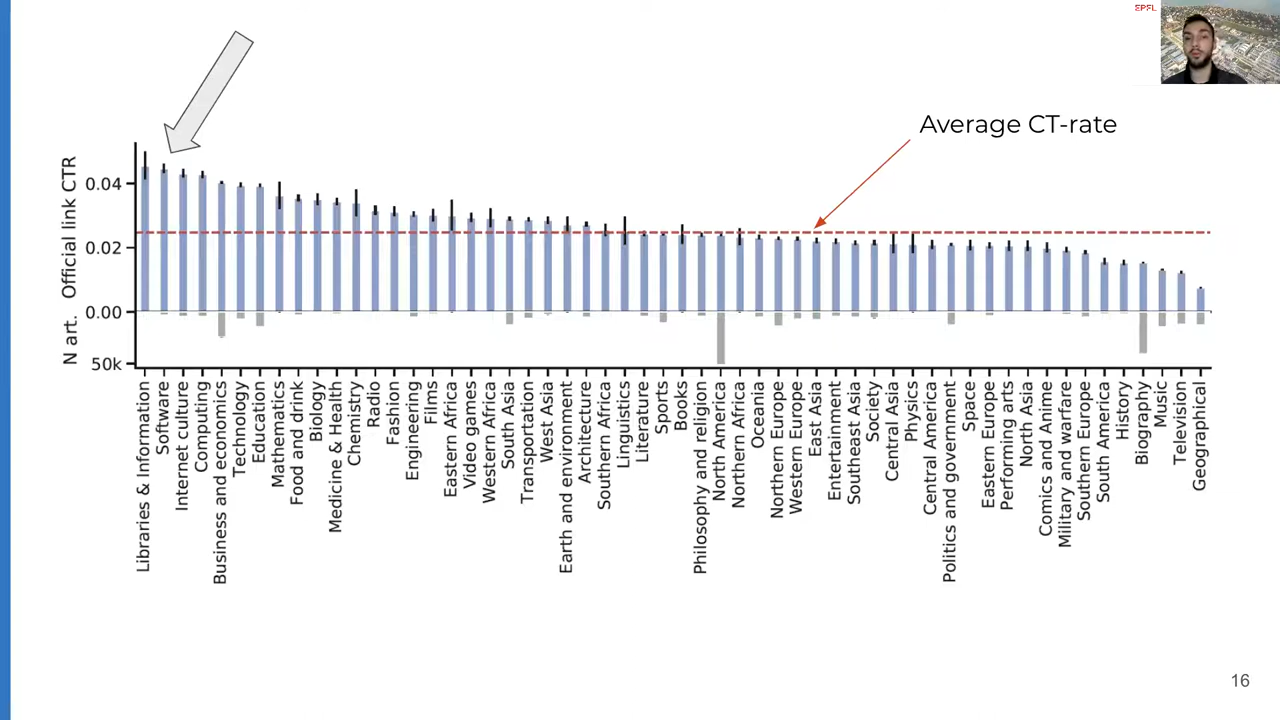 EPFL
Average CT-rate
Official link CTR
N art.
0.04
0.02
0.00
50k
Libraries & Information
Software
Internet culture
Computing
Business and economics
Technology
Education
Mathematics
Food and drink
Biology
Medicine & Health
Chemistry
Radio
Fashion
Engineering
Films
Eastern Africa
Video games
Western Africa
South Asia
Transportation
West Asia
Earth and environment
Architecture
Southern Africa
Linguistics
Literature
Sports
Books
Philosophy and religion
North America
Northern Africa
Oceania
Northern Europe
Western Europe
East Asia
Entertainment
Southeast Asia
Society
Central Asia
Physics
Central America
Politics and government
Space
Eastern Europe
Performing arts
North Asia
Comics and Anime
Military and warfare
Southern Europe
South America
History
Biography
Music
Television
Geographical
16